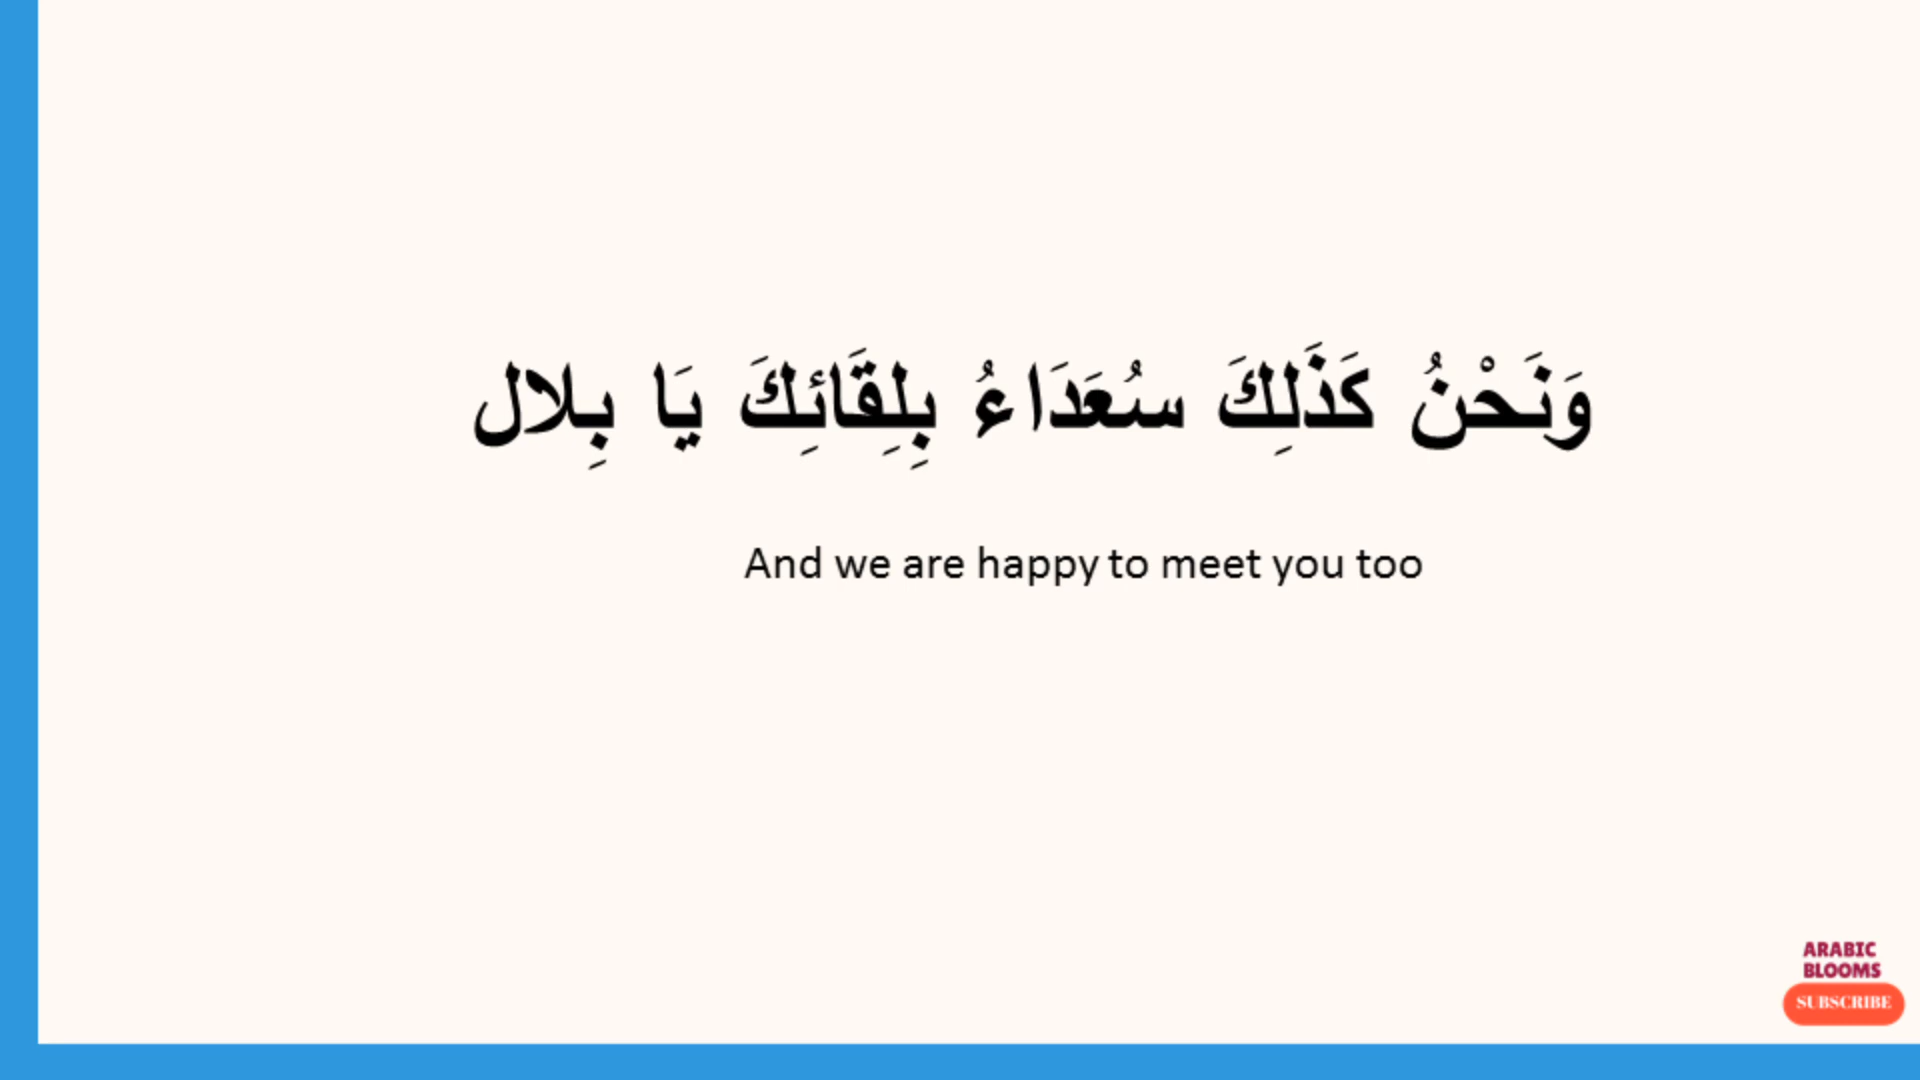 وَنَحْنُ كَذَلِكَ سُعَدَاءُ بِلِقَائِكَ يَا بِلال
And we are happy to meet you too
ARABIC
BLOOMS
SUBSCRIBE